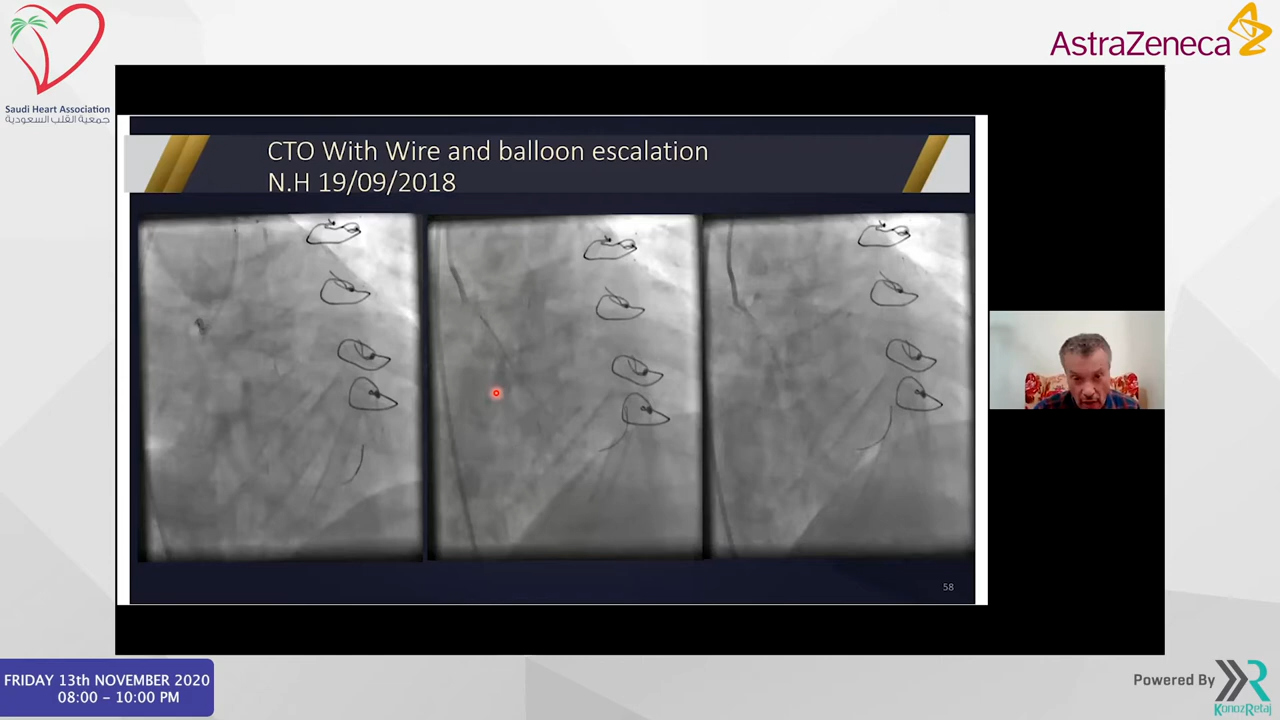 Saudi Heart Association
جمعية القلب السعودية
AstraZeneca
CTO With Wire and balloon escalation
N.H 19/09/2018
58
FRIDAY 13th NOVEMBER 2020
08:00 – 10:00 PM
Powered By
KonozRetaj